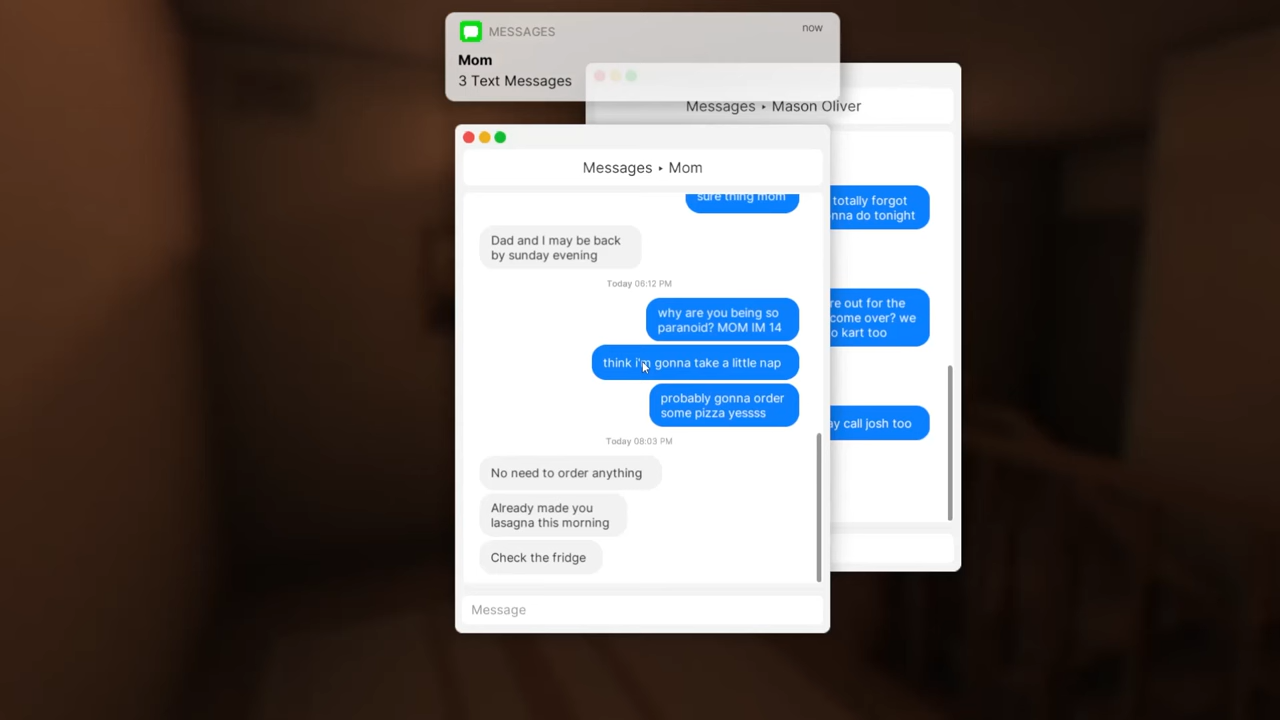 MESSAGES
now
Mom
3 Text Messages
Messages ‣ Mason Oliver
totally forgot
tonight
out for the
come over? we
kart too
call josh too
Messages ‣ Mom
sure thing mom
Dad and I may be back
by sunday evening
Today 06:12 PM
why are you being so
paranoid? MOM IM 14
think i'm gonna take a little nap
probably gonna order
some pizza yessss
Today 08:03 PM
No need to order anything
Already made you
lasagna this morning
Check the fridge
Message